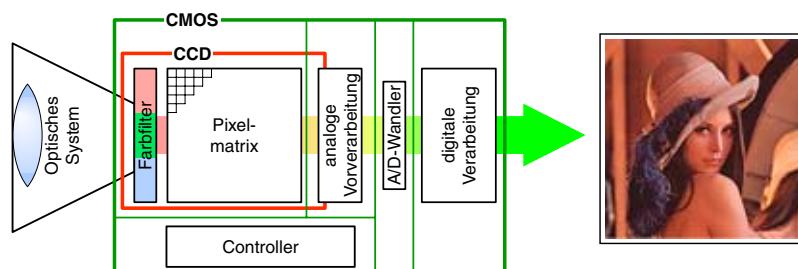 CMOS
CCD
Optisches
System
Farbfilter
Pixel-
matrix
analoge
Vorverarbeitung
A/D-Wandler
digitale
Verarbeitung
Controller